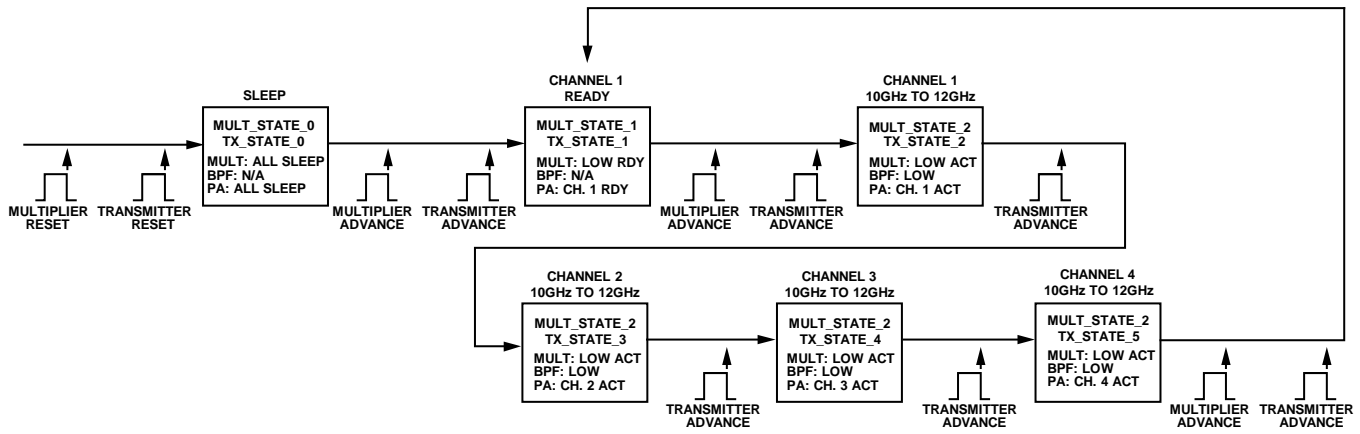 SLEEP
MULT_STATE_0
TX_STATE_0
MULT: ALL SLEEP
BPF: N/A
PA: ALL SLEEP
MULTIPLIER
RESET
TRANSMITTER
RESET
MULTIPLIER
ADVANCE
TRANSMITTER
ADVANCE
CHANNEL 1
READY
MULT_STATE_1
TX_STATE_1
MULT: LOW RDY
BPF: N/A
PA: CH. 1 RDY
MULTIPLIER
ADVANCE
TRANSMITTER
ADVANCE
CHANNEL 1
10GHz TO 12GHz
MULT_STATE_2
TX_STATE_2
MULT: LOW ACT
BPF: LOW
PA: CH. 1 ACT
TRANSMITTER
ADVANCE
CHANNEL 2
10GHz TO 12GHz
MULT_STATE_2
TX_STATE_3
MULT: LOW ACT
BPF: LOW
PA: CH. 2 ACT
TRANSMITTER
ADVANCE
CHANNEL 3
10GHz TO 12GHz
MULT_STATE_2
TX_STATE_4
MULT: LOW ACT
BPF: LOW
PA: CH. 3 ACT
TRANSMITTER
ADVANCE
CHANNEL 4
10GHz TO 12GHz
MULT_STATE_2
TX_STATE_5
MULT: LOW ACT
BPF: LOW
PA: CH. 4 ACT
MULTIPLIER
ADVANCE
TRANSMITTER
ADVANCE